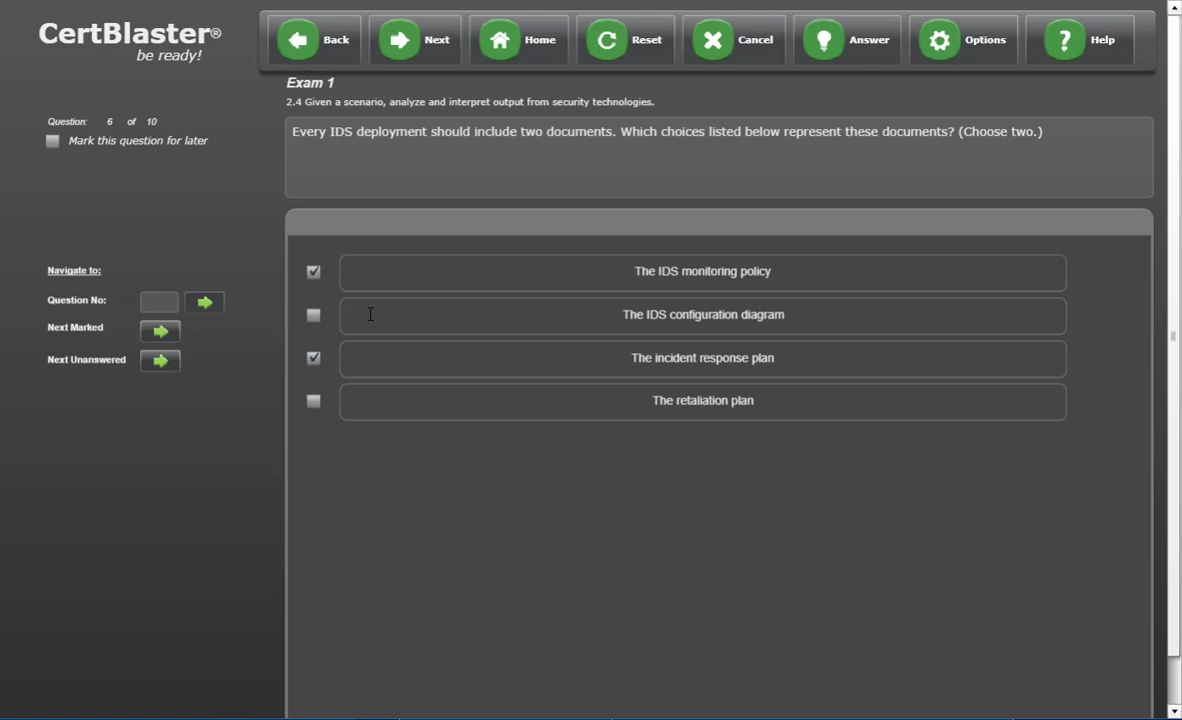 CertBlaster®
be ready!
Back
Next
Home
Reset
Cancel
Answer
Options
Help
Exam 1
2.4 Given a scenario, analyze and interpret output from security technologies.
Question: 6 of 10
Mark this question for later
Every IDS deployment should include two documents. Which choices listed below represent these documents? (Choose two.)
Navigate to:
Question No:
Next Marked
Next Unanswered
The IDS monitoring policy
The IDS configuration diagram
The incident response plan
The retaliation plan